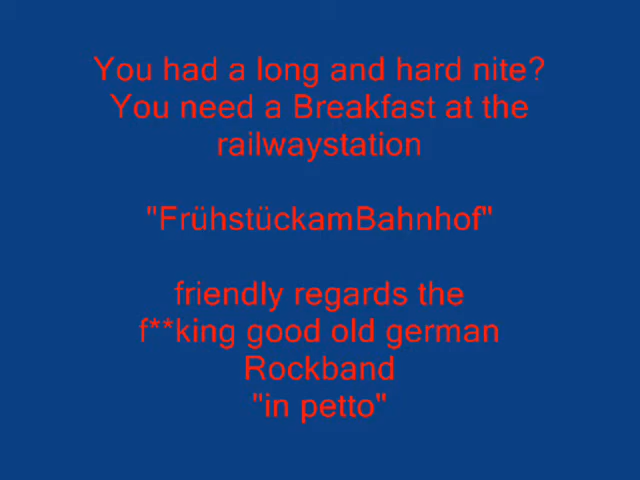 You had a long and hard nite?
You need a Breakfast at the
railwaystation
"FrühstückamBahnhof"
friendly regards the
f**king good old german
Rockband
"in petto"